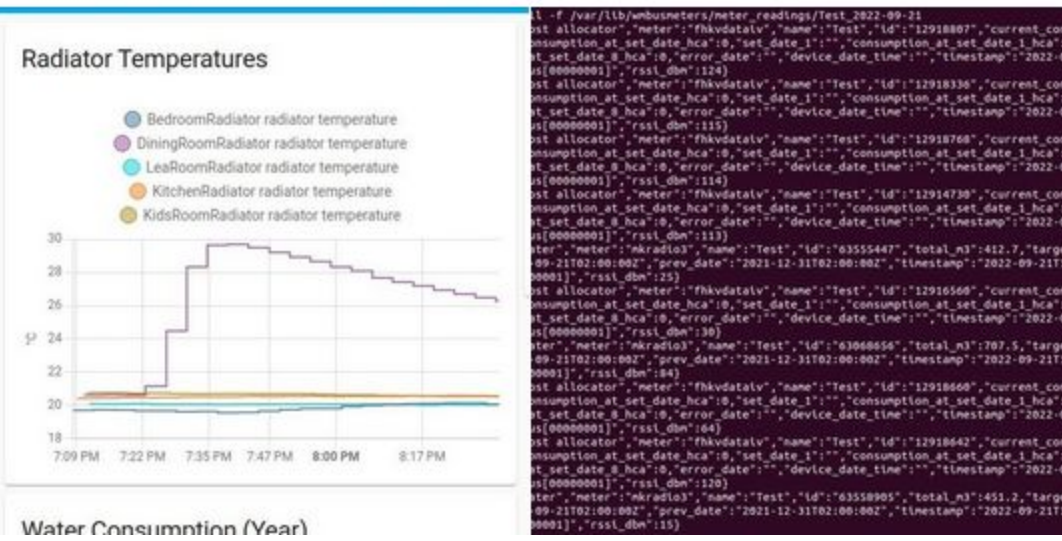 Radiator Temperatures
BedroomRadiator radiator temperature
DiningRoomRadiator radiator temperature
LeaRoomRadiator radiator temperature
KitchenRadiator radiator temperature
KidsRoomRadiator radiator temperature
30
28
26
°C
24
22
20
18
7:09 PM 7:22 PM 7:35 PM 7:47 PM 8:00 PM 8:17 PM
Water Consumption (Year)
l -f /var/lib/wmbusmeters/meter_readings/Test_2022-09-21
ost allocator","meter":"fhkvdataiv","name":"Test","id":"12918807","current_co
nsumption_at_set_date_hca":0,"set_date_1":"","consumption_at_set_date_1_hca
at_set_date_8_hca":0,"error_date":"","device_date_time":"","timestamp":"2022-0
us[00000001]","rssi_dbm":124}
ost allocator","meter":"fhkvdataiv","name":"Test","id":"12918336","current_co
nsumption_at_set_date_hca":0,"set_date_1":"","consumption_at_set_date_1_hca
at_set_date_8_hca":0,"error_date":"","device_date_time":"","timestamp":"2022-0
us[00000001]","rssi_dbm":115}
ost allocator","meter":"fhkvdataiv","name":"Test","id":"12918768","current_co
nsumption_at_set_date_hca":0,"set_date_1":"","consumption_at_set_date_1_hca
at_set_date_8_hca":0,"error_date":"","device_date_time":"","timestamp":"2022-0
us[00000001]","rssi_dbm":114}
ost allocator","meter":"fhkvdataiv","name":"Test","id":"12914730","current_co
nsumption_at_set_date_hca":0,"set_date_1":"","consumption_at_set_date_1_hca
at_set_date_8_hca":0,"error_date":"","device_date_time":"","timestamp":"2022-0
us[00000001]","rssi_dbm":113}
ater","meter":"mkradio3","name":"Test","id":"63555447","total_m3":412.7,"targ
-09-21T02:00:00Z","prev_date":"2021-12-31T02:00:00Z","timestamp":"2022-09-21T
00001]","rssi_dbm":25}
ost allocator","meter":"fhkvdataiv","name":"Test","id":"12916560","current_co
nsumption_at_set_date_hca":0,"set_date_1":"","consumption_at_set_date_1_hca
at_set_date_8_hca":0,"error_date":"","device_date_time":"","timestamp":"2022-0
us[00000001]","rssi_dbm":30}
ater","meter":"mkradio3","name":"Test","id":"63068656","total_m3":707.5,"targ
-09-21T02:00:00Z","prev_date":"2021-12-31T02:00:00Z","timestamp":"2022-09-21T
00001]","rssi_dbm":84}
ost allocator","meter":"fhkvdataiv","name":"Test","id":"12918660","current_co
nsumption_at_set_date_hca":0,"set_date_1":"","consumption_at_set_date_1_hca
at_set_date_8_hca":0,"error_date":"","device_date_time":"","timestamp":"2022-0
us[00000001]","rssi_dbm":64}
ost allocator","meter":"fhkvdataiv","name":"Test","id":"12918642","current_co
nsumption_at_set_date_hca":0,"set_date_1":"","consumption_at_set_date_1_hca
at_set_date_8_hca":0,"error_date":"","device_date_time":"","timestamp":"2022-0
us[00000001]","rssi_dbm":120}
ater","meter":"mkradio3","name":"Test","id":"63558905","total_m3":451.2,"targ
-09-21T02:00:00Z","prev_date":"2021-12-31T02:00:00Z","timestamp":"2022-09-21T
00001]","rssi_dbm":15}